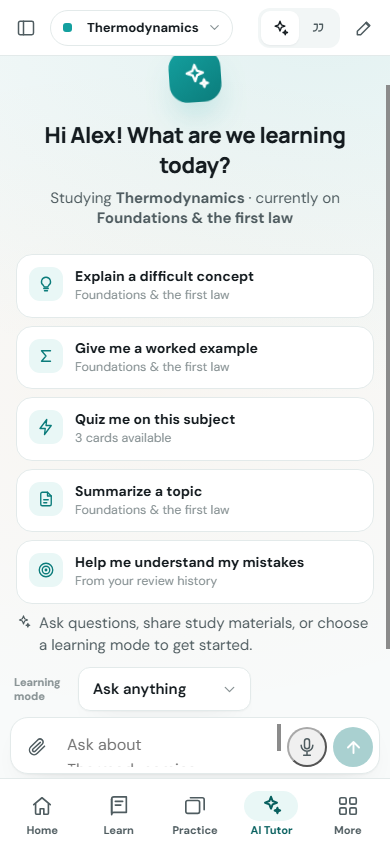 Thermodynamics
Hi Alex! What are we learning
today?
Studying Thermodynamics · currently on
Foundations & the first law
Explain a difficult concept
Foundations & the first law
Give me a worked example
Foundations & the first law
Quiz me on this subject
3 cards available
Summarize a topic
Foundations & the first law
Help me understand my mistakes
From your review history
Ask questions, share study materials, or choose
a learning mode to get started.
Learning
mode
Ask anything
Ask about
Home
Learn
Practice
AI Tutor
More